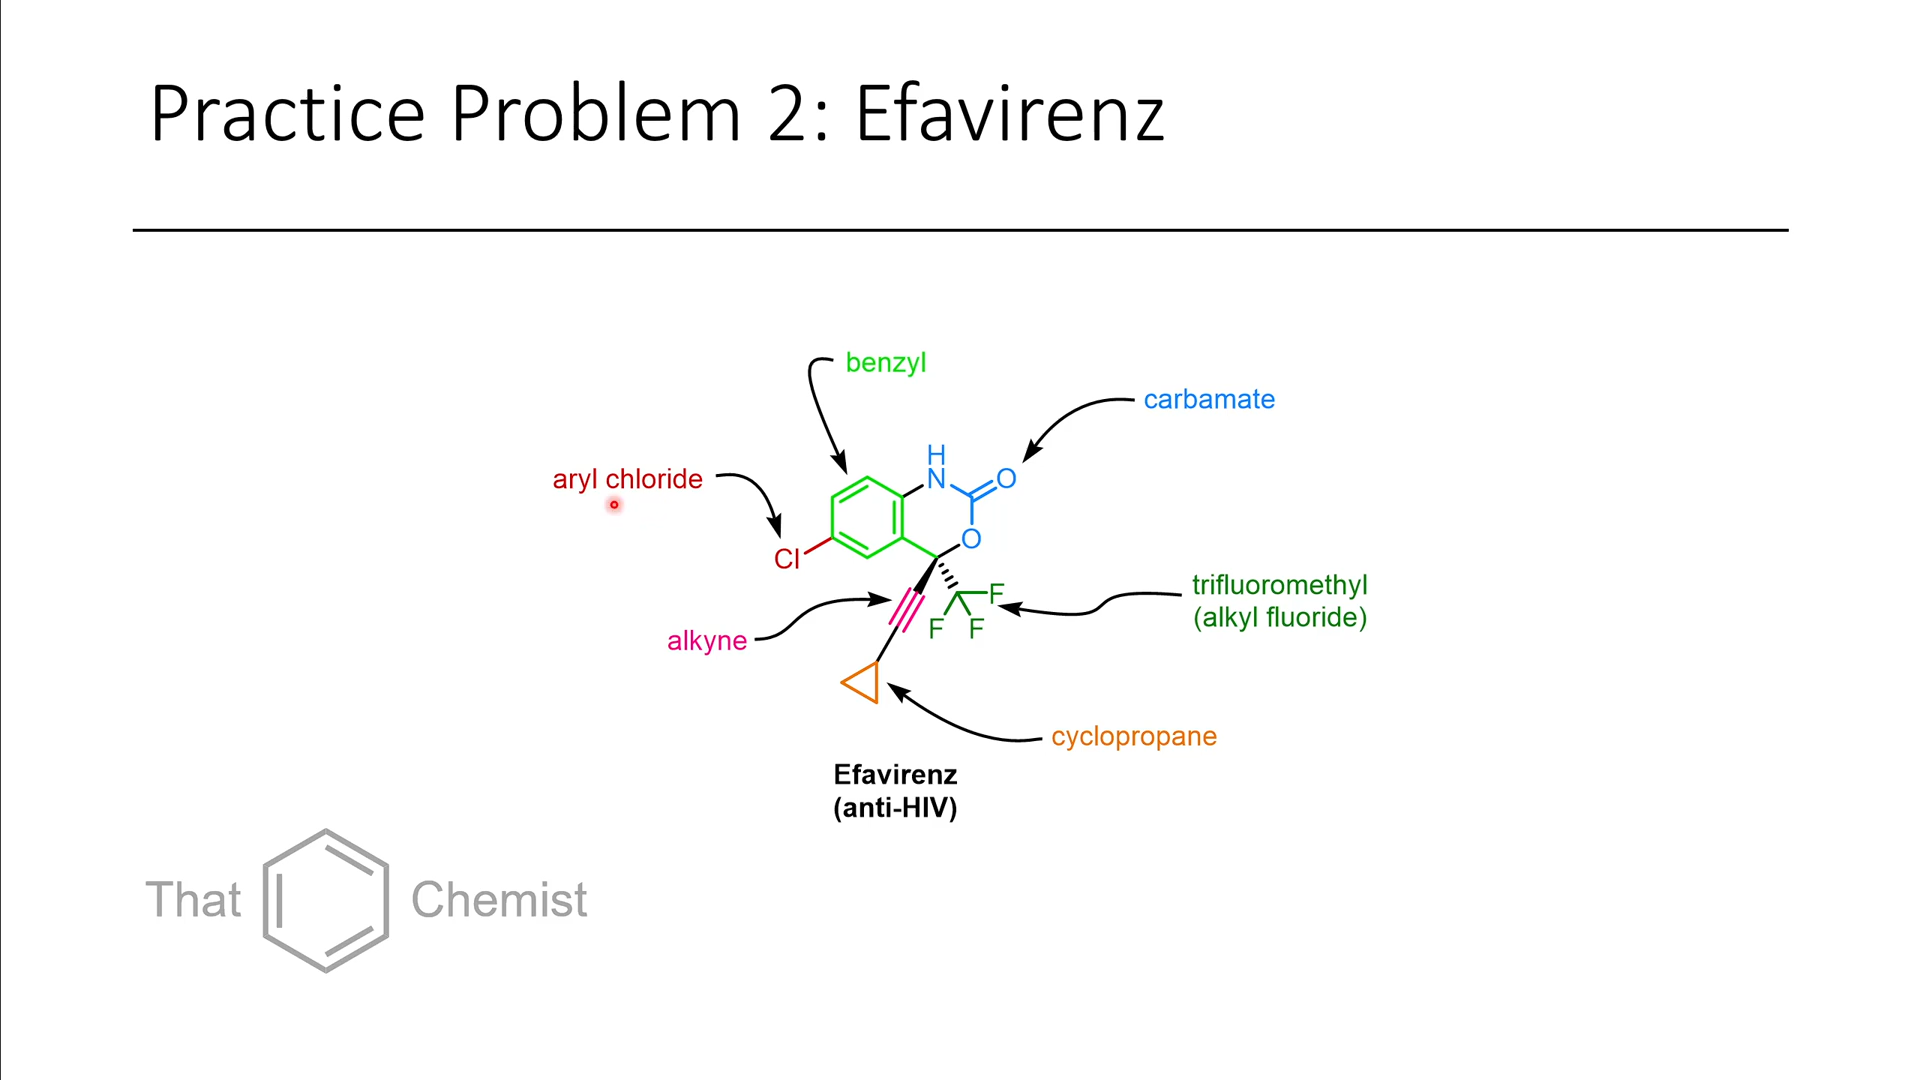 Practice Problem 2: Efavirenz
benzyl
carbamate
aryl chloride
H
N
O
O
Cl
F
F F
trifluoromethyl
(alkyl fluoride)
alkyne
cyclopropane
Efavirenz
(anti-HIV)
That Chemist